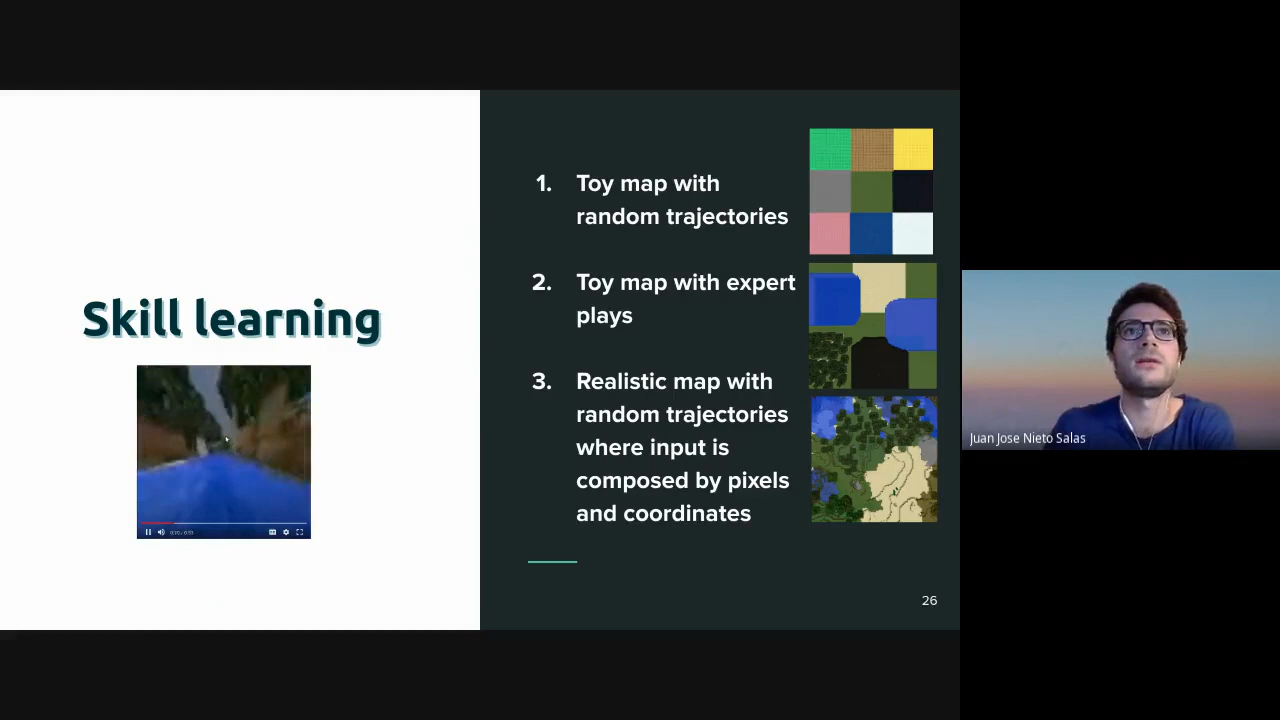 Skill learning
1. Toy map with
random trajectories
2. Toy map with expert
plays
3. Realistic map with
random trajectories
where input is
composed by pixels
and coordinates
26
Juan Jose Nieto Salas